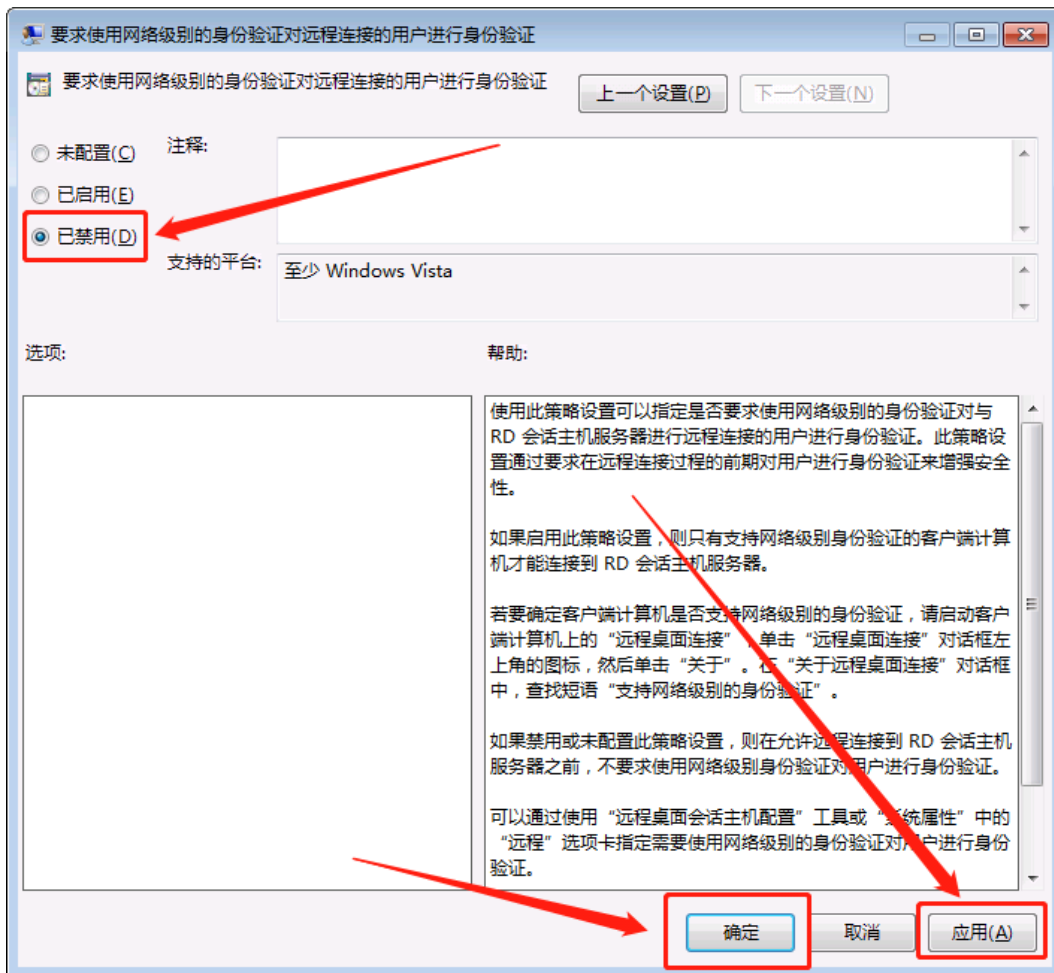 要求使用网络级别的身份验证对远程连接的用户进行身份验证
要求使用网络级别的身份验证对远程连接的用户进行身份验证
上一个设置(P)
下一个设置(N)
未配置(C)
注释:
已启用(E)
已禁用(D)
支持的平台:
至少 Windows Vista
选项:
帮助:
使用此策略设置可以指定是否要求使用网络级别的身份验证对与
RD 会话主机服务器进行远程连接的用户进行身份验证。此策略设
置通过要求在远程连接过程的前期对用户进行身份验证来增强安全
性。
如果启用此策略设置，则只有支持网络级别身份验证的客户端计算
机才能连接到 RD 会话主机服务器。
若要确定客户端计算机是否支持网络级别的身份验证，请启动客户
端计算机上的“远程桌面连接”，单击“远程桌面连接”对话框左
上角的图标，然后单击“关于”。在“关于远程桌面连接”对话框
中，查找短语“支持网络级别的身份验证”。
如果禁用或未配置此策略设置，则在允许远程连接到 RD 会话主机
服务器之前，不要求使用网络级别身份验证对用户进行身份验证。
可以通过使用“远程桌面会话主机配置”工具或“系统属性”中的
“远程”选项卡指定需要使用网络级别的身份验证对用户进行身份
验证。
确定
取消
应用(A)